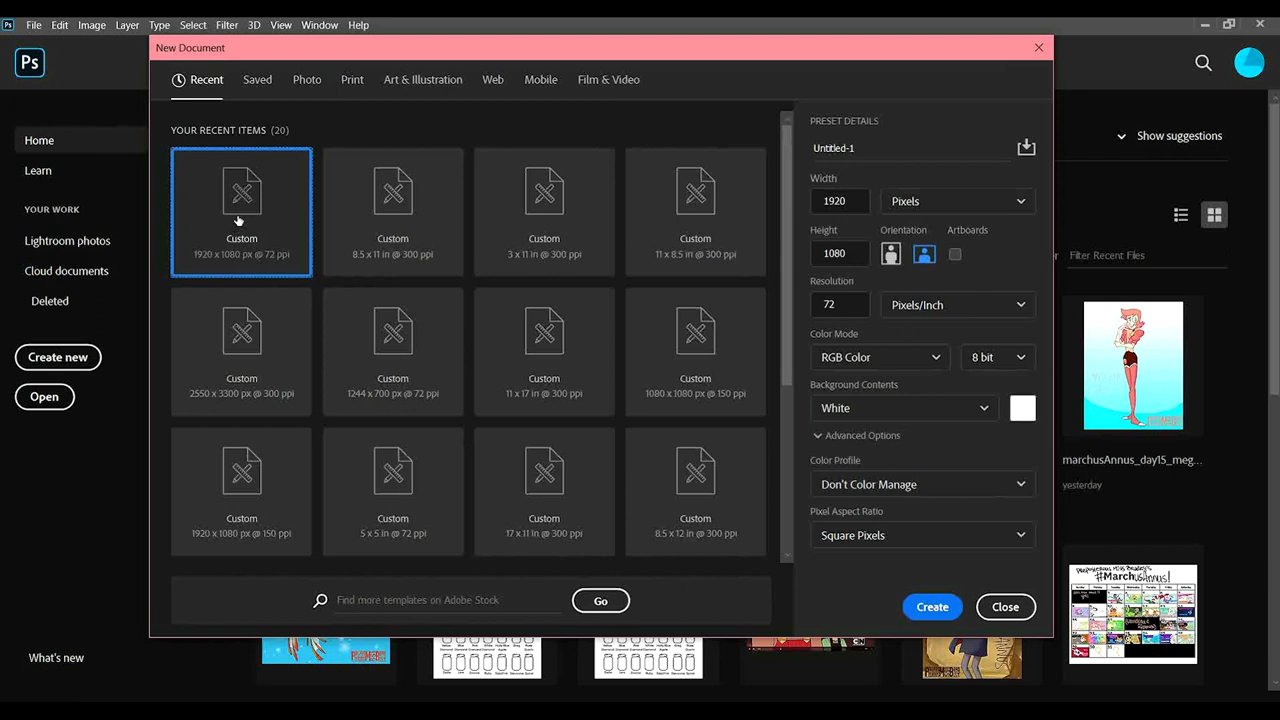 Ps File Edit Image Layer Type Select Filter 3D View Window Help
New Document
Ps
Recent Saved Photo Print Art & Illustration Web Mobile Film & Video
YOUR RECENT ITEMS (20)
Custom
1920 x 1080 px @ 72 ppi
Custom
8.5 x 11 in @ 300 ppi
Custom
3 x 11 in @ 300 ppi
Custom
11 x 8.5 in @ 300 ppi
Custom
2550 x 3300 px @ 300 ppi
Custom
1244 x 700 px @ 72 ppi
Custom
11 x 17 in @ 300 ppi
Custom
1080 x 1080 px @ 150 ppi
Custom
1920 x 1080 px @ 150 ppi
Custom
5 x 5 in @ 72 ppi
Custom
17 x 11 in @ 300 ppi
Custom
8.5 x 12 in @ 300 ppi
Find more templates on Adobe Stock
Go
PRESET DETAILS
Untitled-1
Width
1920 Pixels
Height Orientation Artboards
1080
Resolution
72 Pixels/Inch
Color Mode
RGB Color 8 bit
Background Contents
White
Advanced Options
Color Profile
Don't Color Manage
Pixel Aspect Ratio
Square Pixels
Create Close
Home
Learn
YOUR WORK
Lightroom photos
Cloud documents
Deleted
Create new
Open
What's new
Show suggestions
Filter Recent Files
marchusAnnus_day15_meg...
yesterday
#MarchusAnnus!